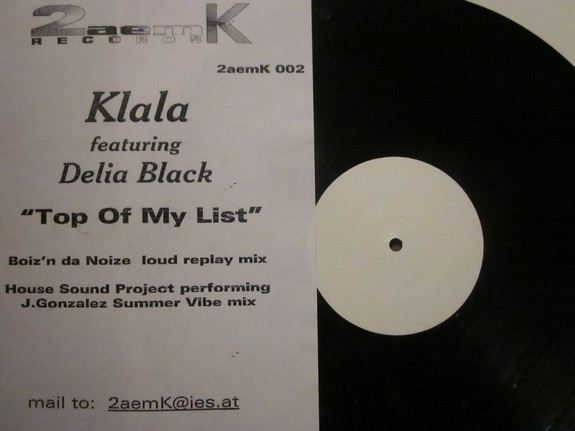 2aemK
RECORDS
2aemK 002
Klala
featuring
Delia Black
“Top Of My List”
Boiz’n da Noize loud replay mix
House Sound Project performing
J.Gonzalez Summer Vibe mix
mail to: 2aemK@ies.at